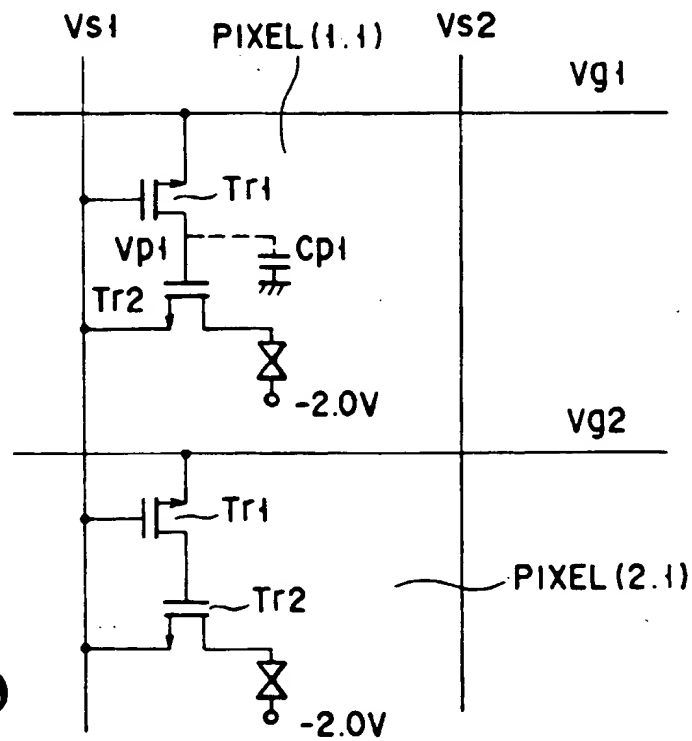 Vs1
PIXEL(1.1)
Vs2
Vg1
Tr1
Vp1
Cp1
Tr2
-2.0V
Vg2
Tr1
Tr2
PIXEL(2.1)
-2.0V